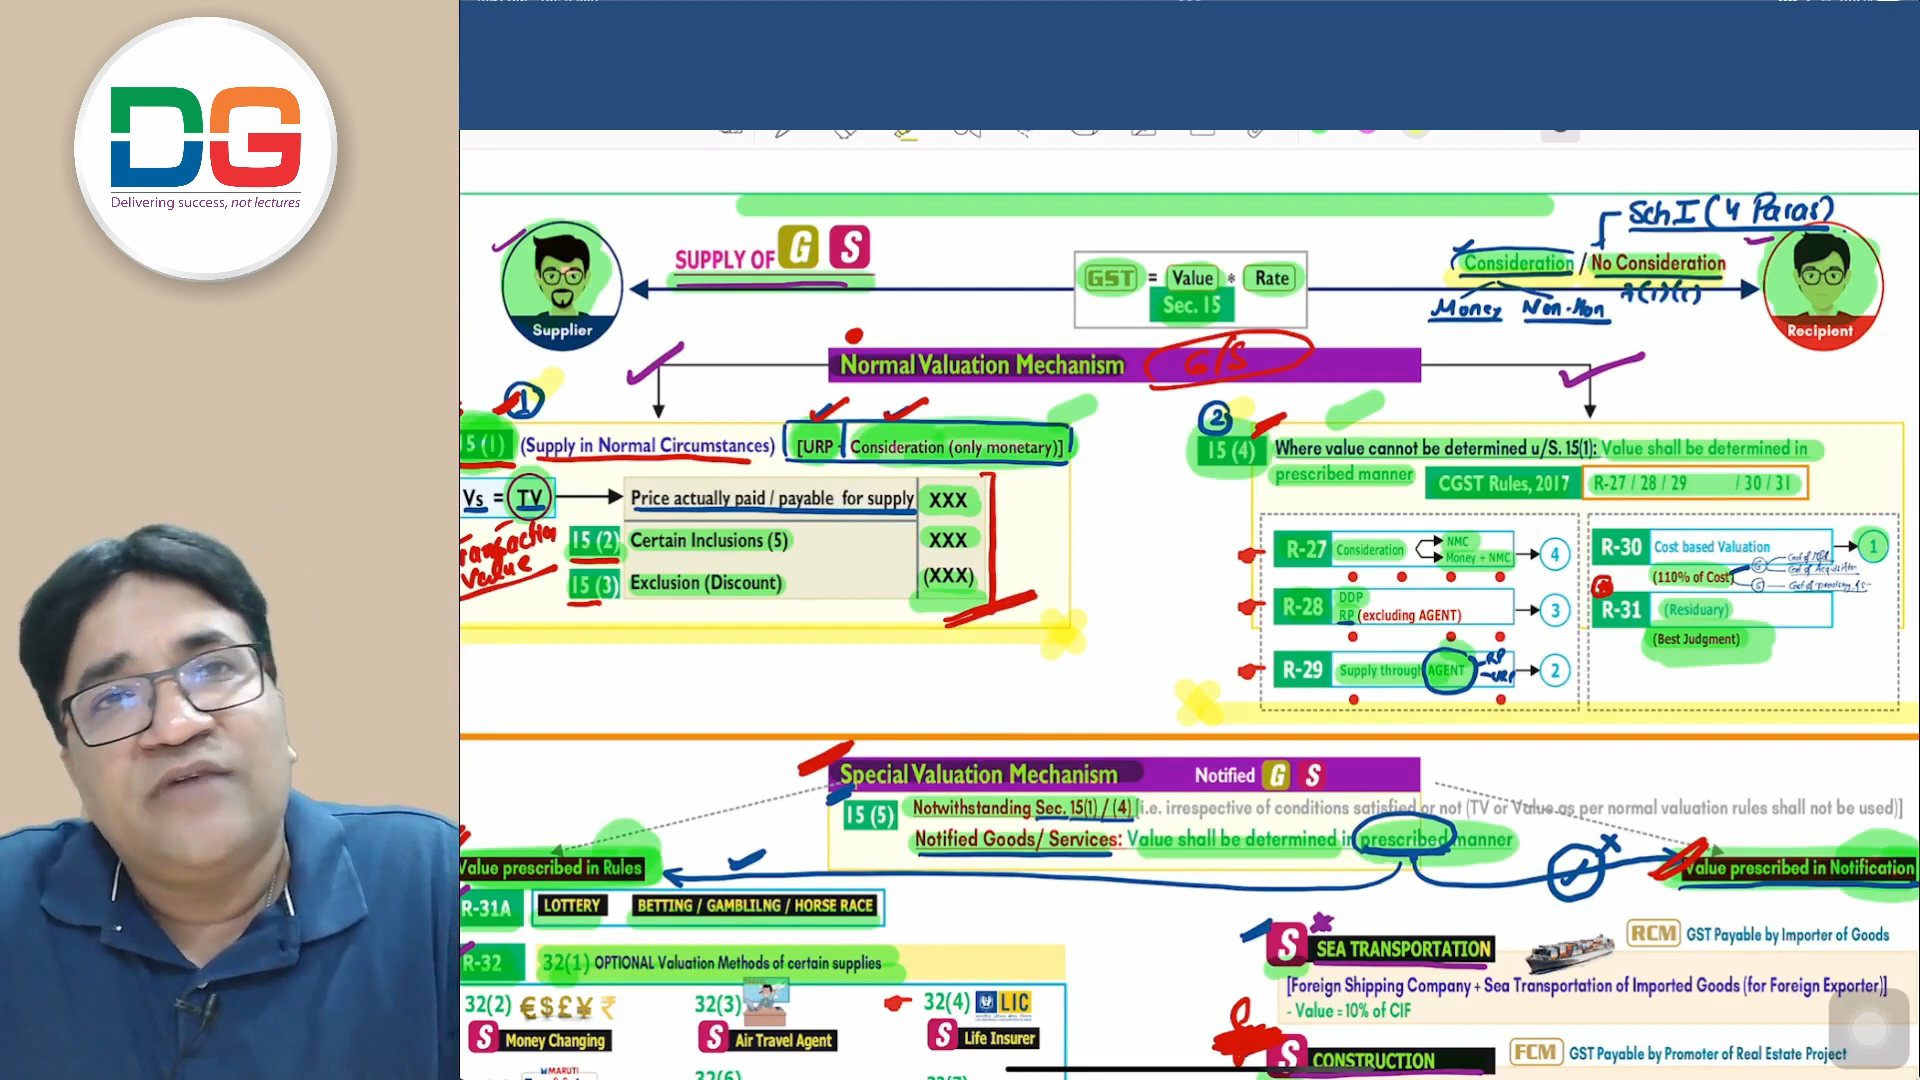 DG
Delivering success, not lectures
Sch I (4 Paras)
SUPPLY OF G S
GST = Value * Rate
Sec. 15
Consideration / No Consideration
Money Non-Mon
Supplier
Recipient
Normal Valuation Mechanism G/S
1
15 (1) (Supply in Normal Circumstances) [URP + Consideration (only monetary)]
Vs = TV
Transaction Value
Price actually paid / payable for supply XXX
15 (2) Certain Inclusions (5) XXX
15 (3) Exclusion (Discount) (XXX)
2
15 (4) Where value cannot be determined u/S. 15(1): Value shall be determined in
prescribed manner CGST Rules, 2017 R-27 / 28 / 29 / 30 / 31
R-27 Consideration NMC
Money + NMC 4
R-28 DDP
RP (excluding AGENT) 3
R-29 Supply through AGENT RP
URP 2
R-30 Cost based Valuation 1
(110% of Cost)
R-31 (Residuary)
(Best Judgment)
Special Valuation Mechanism Notified G S
15 (5) Notwithstanding Sec. 15(1) / (4) [i.e. irrespective of conditions satisfied or not (TV or Value as per normal valuation rules shall not be used)]
Notified Goods/ Services: Value shall be determined in prescribed manner
Value prescribed in Rules
Value prescribed in Notification
R-31A LOTTERY BETTING / GAMBLILNG / HORSE RACE
R-32 32(1) OPTIONAL Valuation Methods of certain supplies
32(2) € $ £ ¥ ₹
S Money Changing
32(3)
S Air Travel Agent
32(4) LIC
S Life Insurer
MARUTI
S SEA TRANSPORTATION RCM GST Payable by Importer of Goods
[Foreign Shipping Company + Sea Transportation of Imported Goods (for Foreign Exporter)]
- Value = 10% of CIF
S CONSTRUCTION FCM GST Payable by Promoter of Real Estate Project